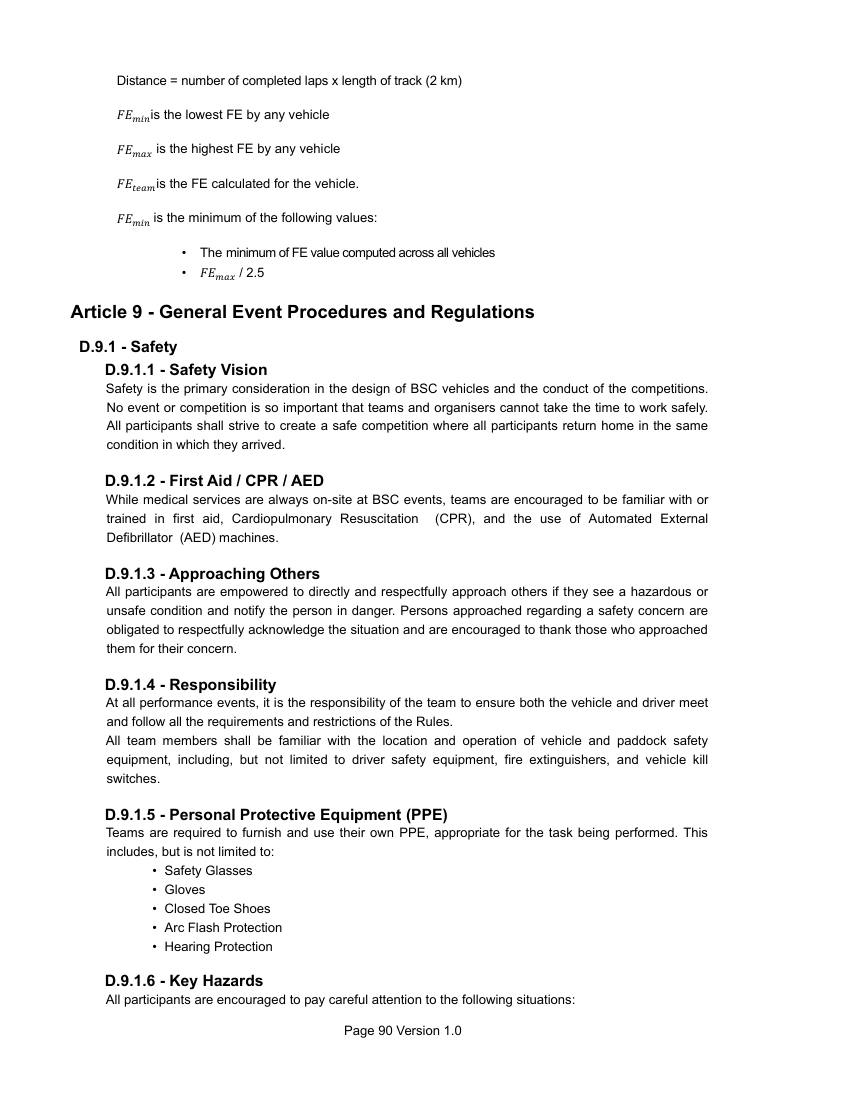 Distance = number of completed laps x length of track (2 km)
FEmin is the lowest FE by any vehicle
FEmax is the highest FE by any vehicle
FEteam is the FE calculated for the vehicle.
FEmin is the minimum of the following values:
• The minimum of FE value computed across all vehicles
• FEmax / 2.5
Article 9 - General Event Procedures and Regulations
D.9.1 - Safety
D.9.1.1 - Safety Vision
Safety is the primary consideration in the design of BSC vehicles and the conduct of the competitions.
No event or competition is so important that teams and organisers cannot take the time to work safely.
All participants shall strive to create a safe competition where all participants return home in the same
condition in which they arrived.
D.9.1.2 - First Aid / CPR / AED
While medical services are always on-site at BSC events, teams are encouraged to be familiar with or
trained in first aid, Cardiopulmonary Resuscitation (CPR), and the use of Automated External
Defibrillator (AED) machines.
D.9.1.3 - Approaching Others
All participants are empowered to directly and respectfully approach others if they see a hazardous or
unsafe condition and notify the person in danger. Persons approached regarding a safety concern are
obligated to respectfully acknowledge the situation and are encouraged to thank those who approached
them for their concern.
D.9.1.4 - Responsibility
At all performance events, it is the responsibility of the team to ensure both the vehicle and driver meet
and follow all the requirements and restrictions of the Rules.
All team members shall be familiar with the location and operation of vehicle and paddock safety
equipment, including, but not limited to driver safety equipment, fire extinguishers, and vehicle kill
switches.
D.9.1.5 - Personal Protective Equipment (PPE)
Teams are required to furnish and use their own PPE, appropriate for the task being performed. This
includes, but is not limited to:
• Safety Glasses
• Gloves
• Closed Toe Shoes
• Arc Flash Protection
• Hearing Protection
D.9.1.6 - Key Hazards
All participants are encouraged to pay careful attention to the following situations:
Page 90 Version 1.0